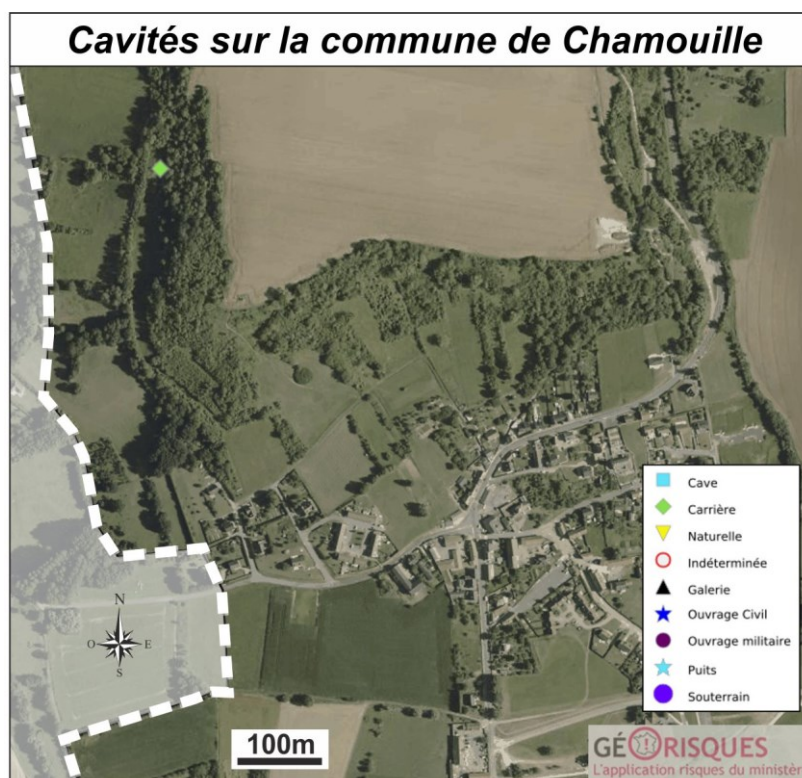 Cavités sur la commune de Chamouille
Cave
Carrière
Naturelle
Indéterminée
Galerie
Ouvrage Civil
Ouvrage militaire
Puits
Souterrain
N
O
E
S
100m
GÉORISQUES
L'application risques du ministèr